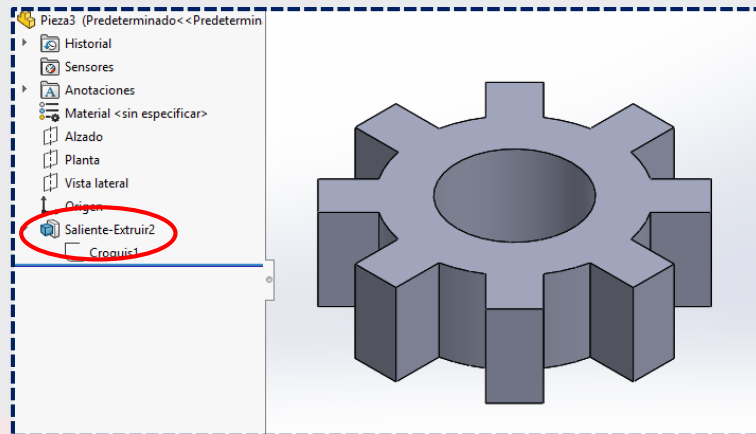 Pieza3 (Predeterminado<<Predetermin
Historial
Sensores
Anotaciones
Material <sin especificar>
Alzado
Planta
Vista lateral
Origen
Saliente-Extruir2
Croquis1